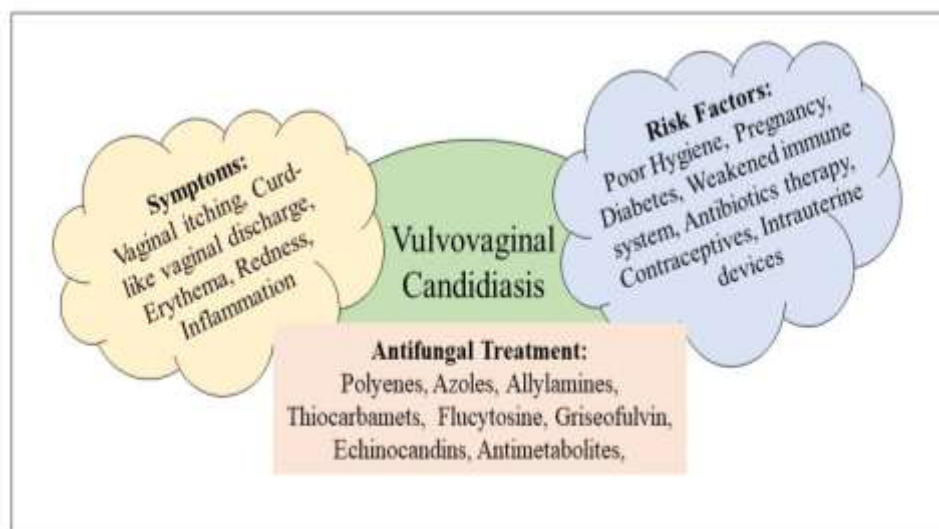 Symptoms:
Vaginal itching, Curd-
like vaginal discharge,
Erythema, Redness,
Inflammation
Vulvovaginal
Candidiasis
Risk Factors:
Poor Hygiene, Pregnancy,
Diabetes, Weakened immune
system, Antibiotics therapy,
Contraceptives, Intrauterine
devices
Antifungal Treatment:
Polyenes, Azoles, Allylamines,
Thiocarbamets, Flucytosine, Griseofulvin,
Echinocandins, Antimetabolites,